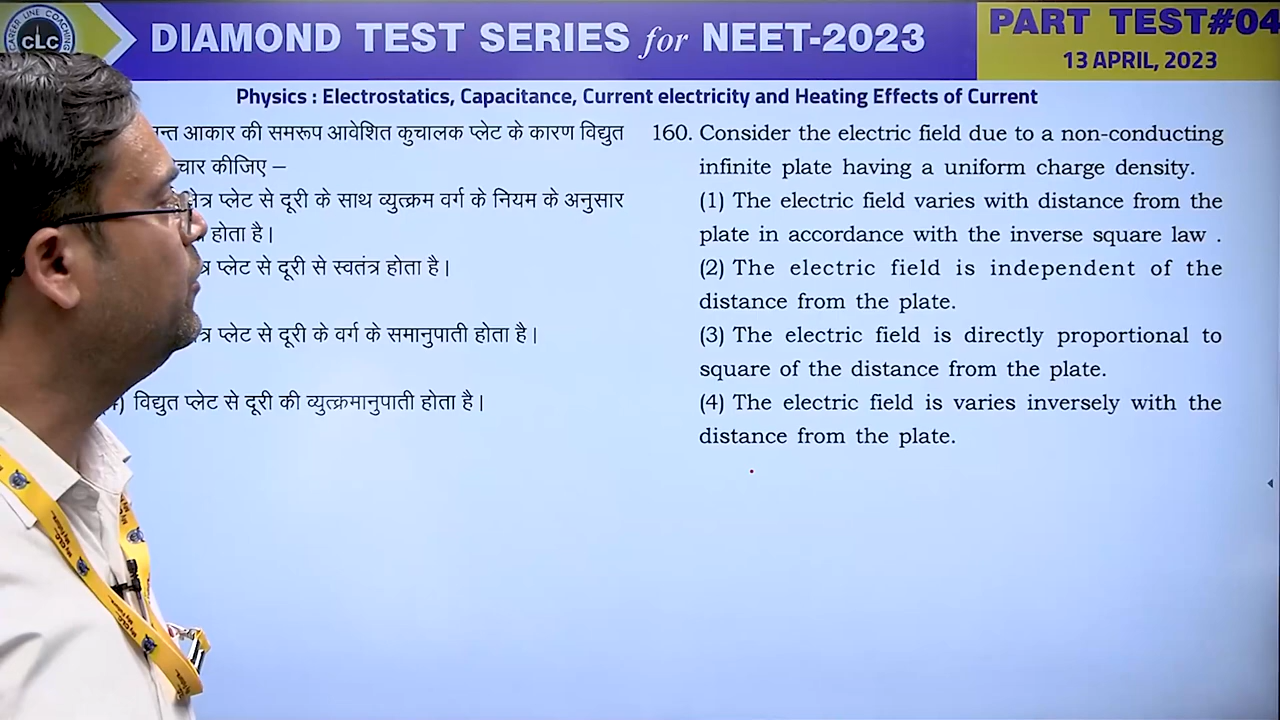 CAREER LINE COACHING
CLC
DIAMOND TEST SERIES for NEET-2023
PART TEST#04
13 APRIL, 2023
Physics : Electrostatics, Capacitance, Current electricity and Heating Effects of Current
आकार की समरूप आवेशित कुचालक प्लेट के कारण विद्युत
कीजिए –
प्लेट से दूरी के साथ व्युत्क्रम वर्ग के नियम के अनुसार
होता है।
प्लेट से दूरी से स्वतंत्र होता है।
प्लेट से दूरी के वर्ग के समानुपाती होता है।
विद्युत प्लेट से दूरी की व्युत्क्रमानुपाती होता है।
160. Consider the electric field due to a non-conducting
infinite plate having a uniform charge density.
(1) The electric field varies with distance from the
plate in accordance with the inverse square law .
(2) The electric field is independent of the
distance from the plate.
(3) The electric field is directly proportional to
square of the distance from the plate.
(4) The electric field is varies inversely with the
distance from the plate.